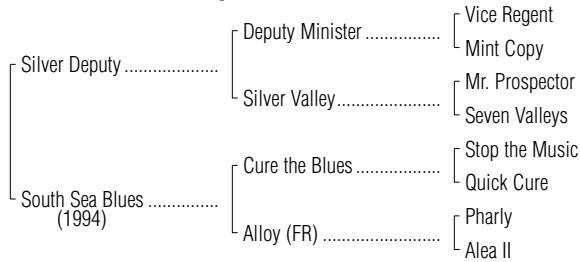 Vice Regent
Deputy Minister ................
Mint Copy
Silver Deputy ....................
Mr. Prospector
Silver Valley......................
Seven Valleys
Stop the Music
Cure the Blues .................
Quick Cure
South Sea Blues ...............
(1994)
Pharly
Alloy (FR) .........................
Alea II